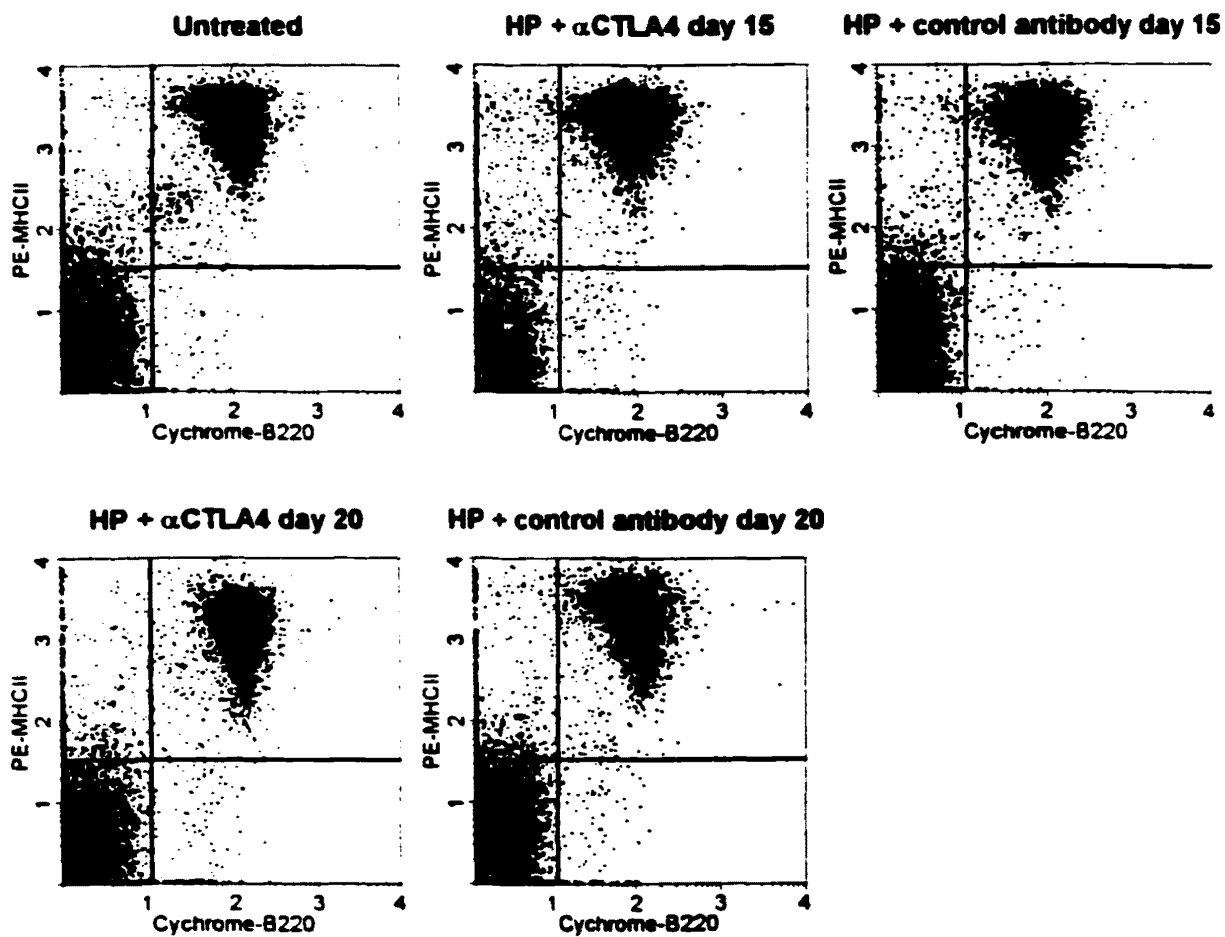 Untreated
HP + αCTLA4 day 15
HP + control antibody day 15
4
3
2
1
PE-MHCII
1 2 3 4
Cychrome-B220
4
3
2
1
PE-MHCII
1 2 3 4
Cychrome-B220
4
3
2
1
PE-MHCII
1 2 3 4
Cychrome-B220
HP + αCTLA4 day 20
HP + control antibody day 20
4
3
2
1
PE-MHCII
1 2 3 4
Cychrome-B220
4
3
2
1
PE-MHCII
1 2 3 4
Cychrome-B220